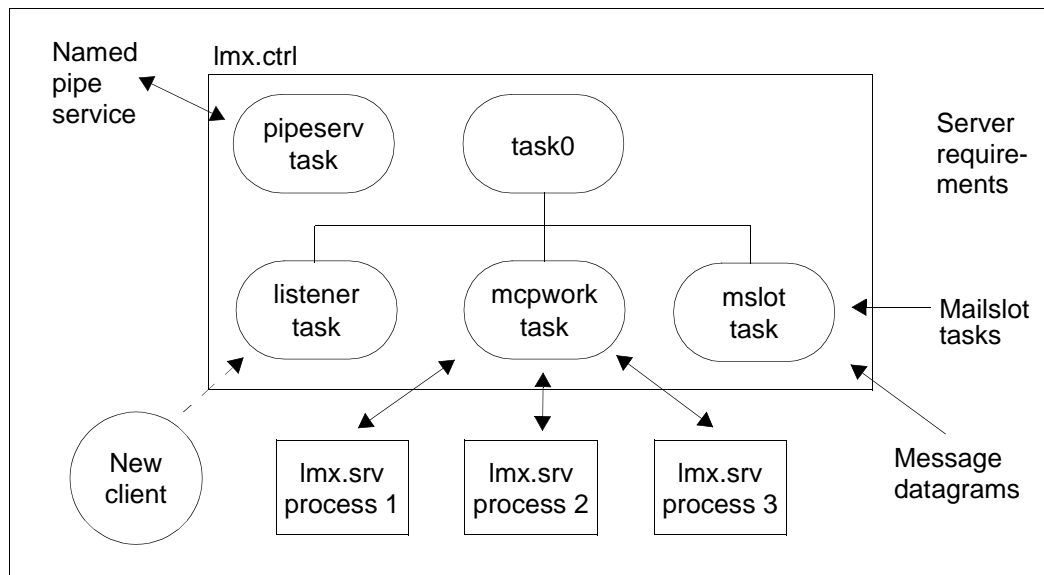 Named
pipe
service
lmx.ctrl
pipeserv
task
task0
Server
require-
ments
listener
task
mcpwork
task
mslot
task
Mailslot
tasks
New
client
lmx.srv
process 1
lmx.srv
process 2
lmx.srv
process 3
Message
datagrams